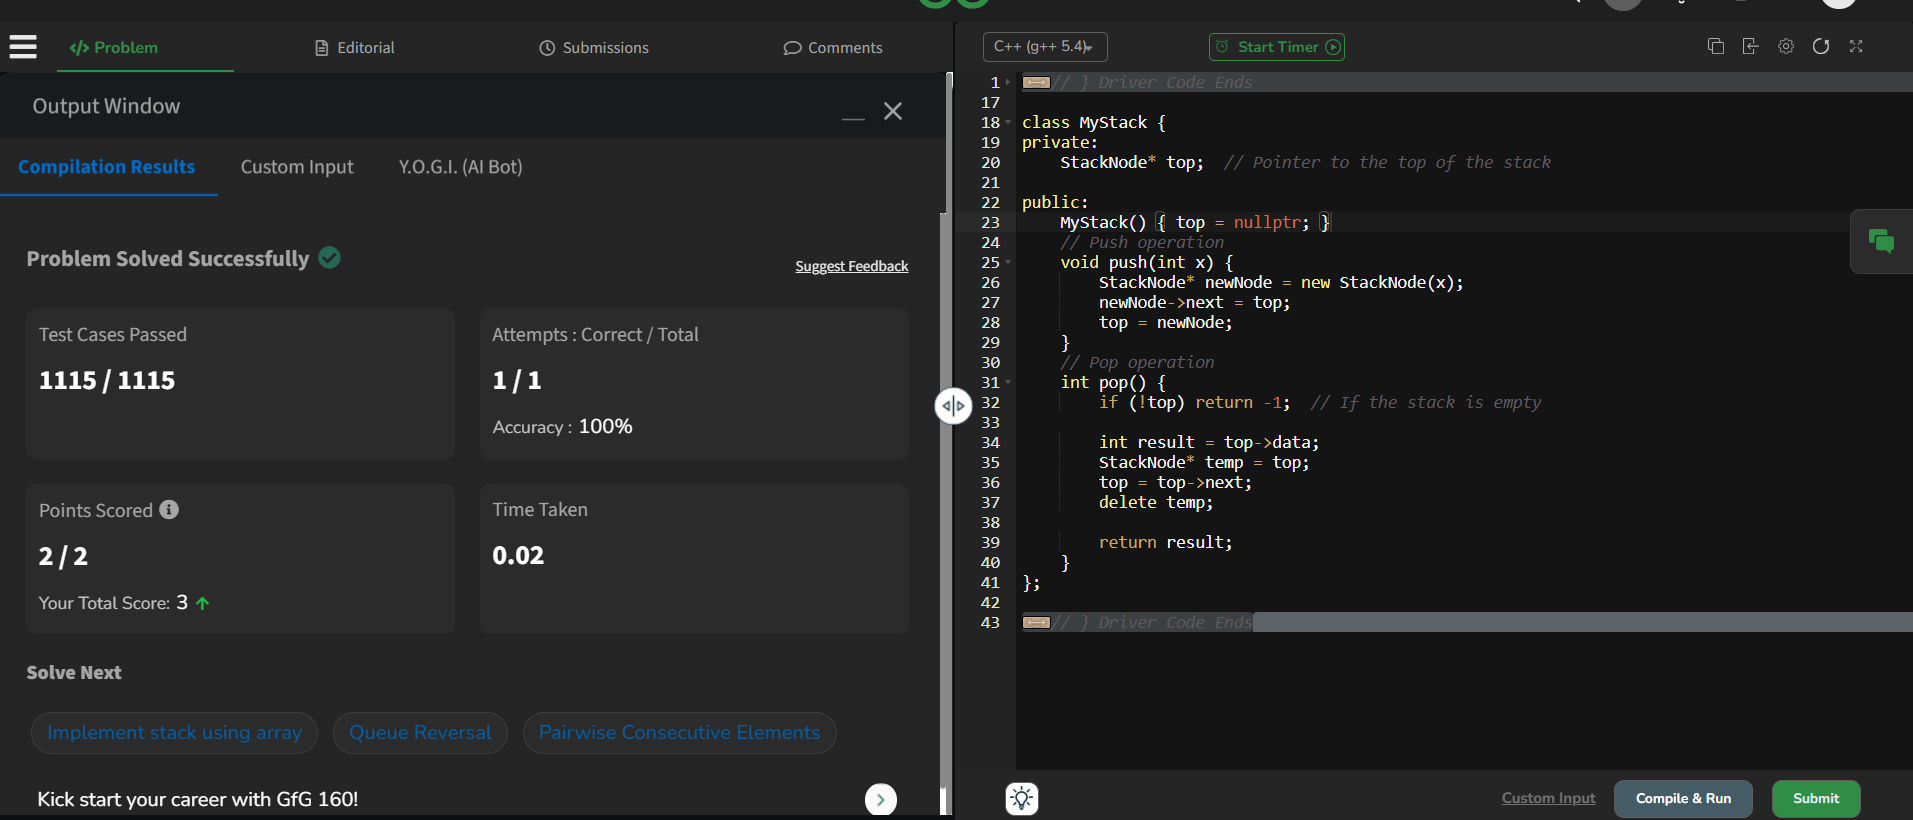 </> Problem
Editorial
Submissions
Comments
Output Window
Compilation Results
Custom Input
Y.O.G.I. (AI Bot)
Problem Solved Successfully
Suggest Feedback
Test Cases Passed
1115 / 1115
Attempts : Correct / Total
1 / 1
Accuracy : 100%
Points Scored
2 / 2
Your Total Score: 3
Time Taken
0.02
Solve Next
Implement stack using array
Queue Reversal
Pairwise Consecutive Elements
Kick start your career with GfG 160!
C++ (g++ 5.4)
Start Timer
1 // } Driver Code Ends
17
18 class MyStack {
19 private:
20 StackNode* top;  // Pointer to the top of the stack
21
22 public:
23 MyStack() { top = nullptr; }
24 // Push operation
25 void push(int x) {
26 StackNode* newNode = new StackNode(x);
27 newNode->next = top;
28 top = newNode;
29 }
30 // Pop operation
31 int pop() {
32 if (!top) return -1;  // If the stack is empty
33
34 int result = top->data;
35 StackNode* temp = top;
36 top = top->next;
37 delete temp;
38
39 return result;
40 }
41 };
42
43 // } Driver Code Ends
Custom Input
Compile & Run
Submit